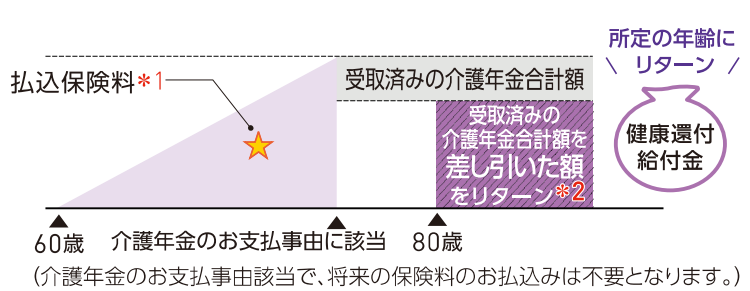 所定の年齢に
リターン
払込保険料＊1
受取済みの介護年金合計額
受取済みの
介護年金合計額を
差し引いた額
をリターン＊2
健康還付
給付金
60歳
介護年金のお支払事由に該当
80歳
（介護年金のお支払事由該当で、将来の保険料のお払込みは不要となります。）